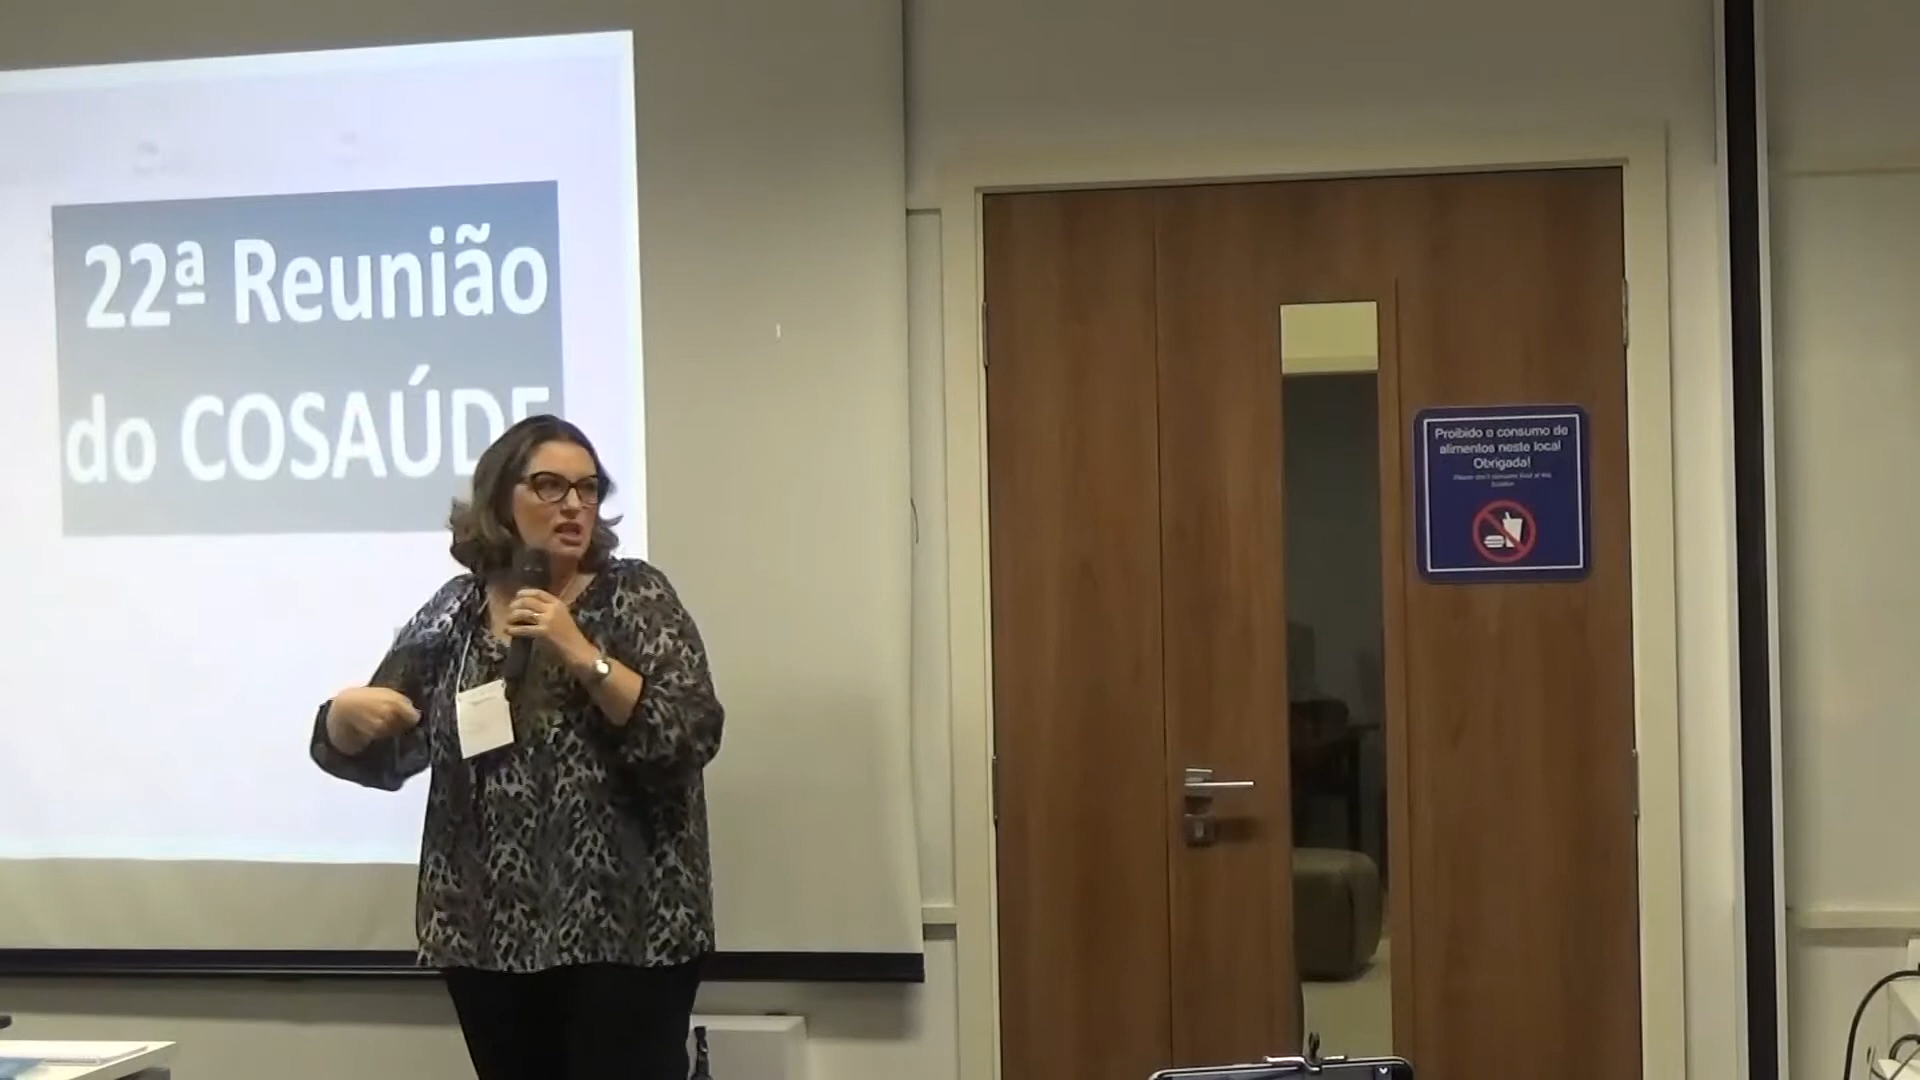 22ª Reunião
do COSAÚDE
Proibido o consumo de
alimentos neste local
Obrigada!